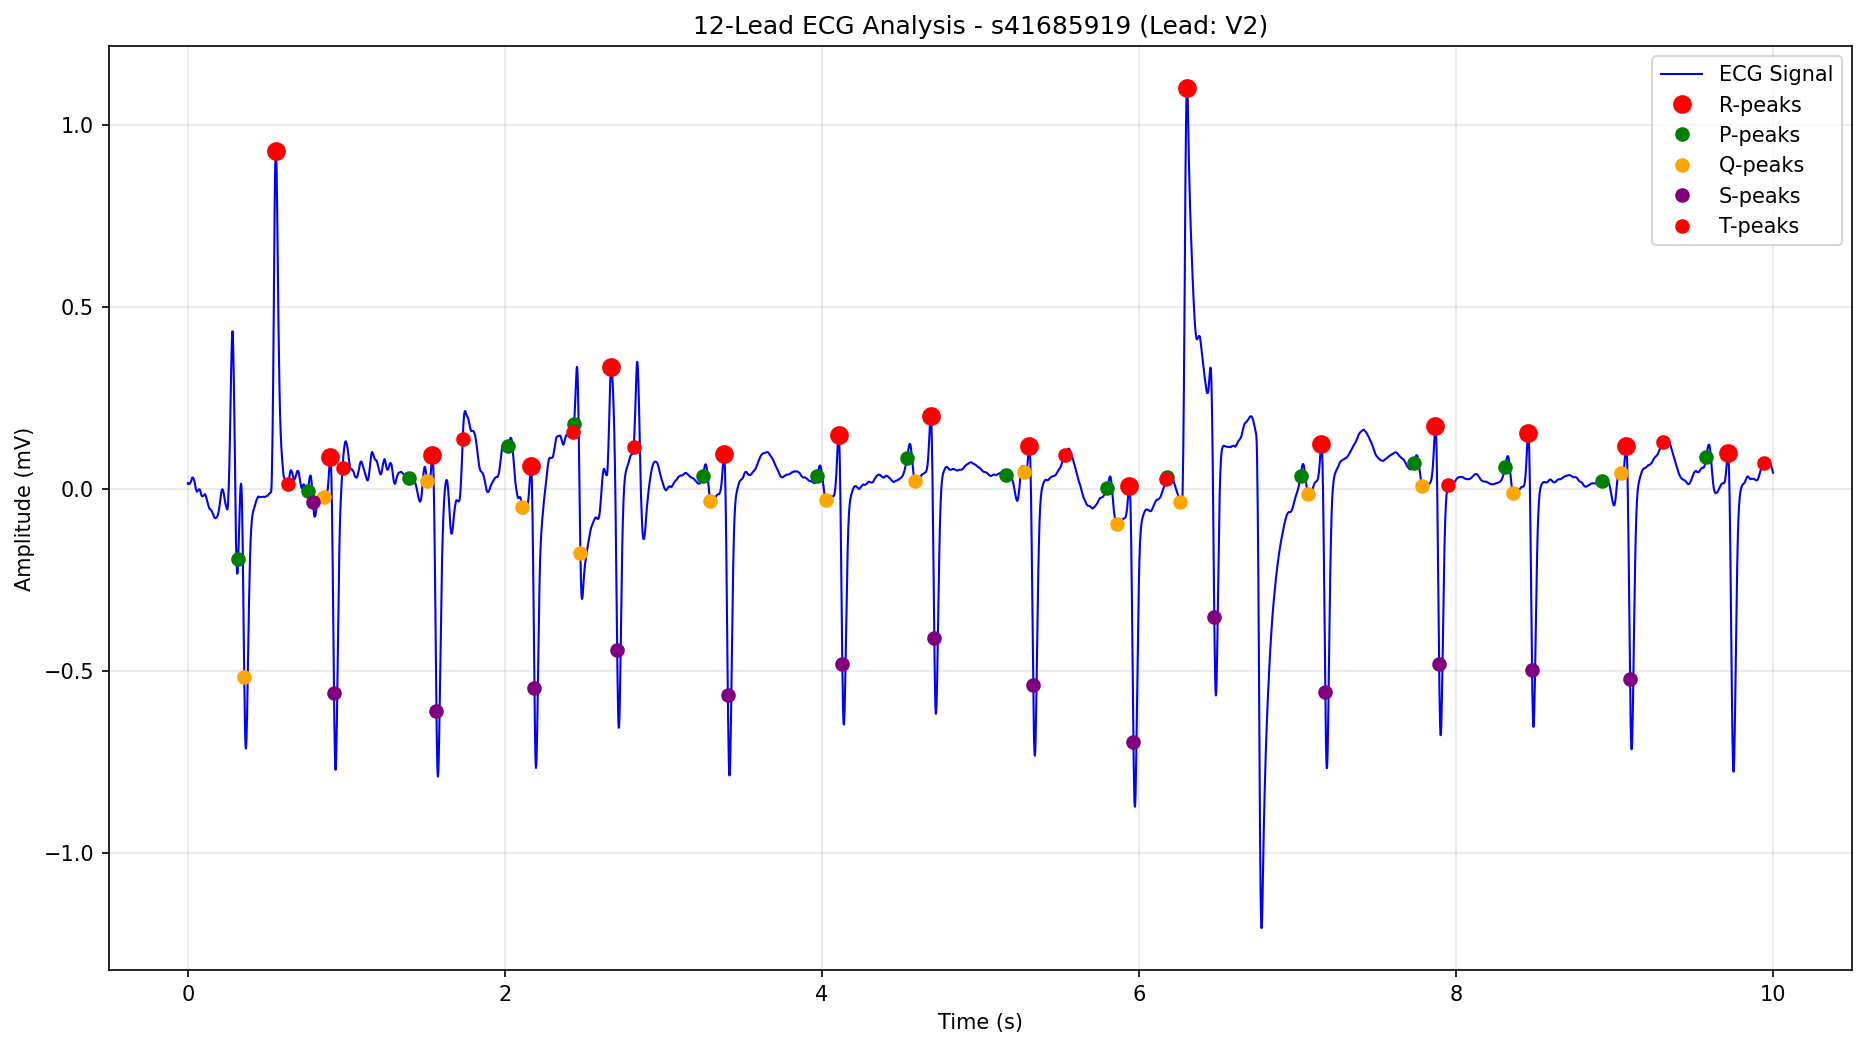 12-Lead ECG Analysis - s41685919 (Lead: V2)
ECG Signal
R-peaks
P-peaks
Q-peaks
S-peaks
T-peaks
Amplitude (mV)
1.0
0.5
0.0
−0.5
−1.0
0 2 4 6 8 10
Time (s)